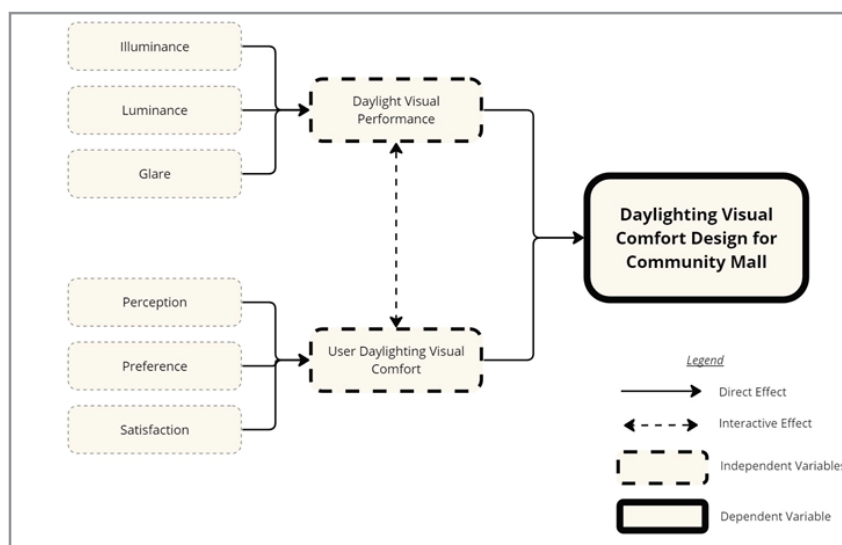 Illuminance
Luminance
Glare
Daylight Visual
Performance
Daylighting Visual
Comfort Design for
Community Mall
Perception
Preference
Satisfaction
User Daylighting Visual
Comfort
Legend
Direct Effect
Interactive Effect
Independent Variables
Dependent Variable